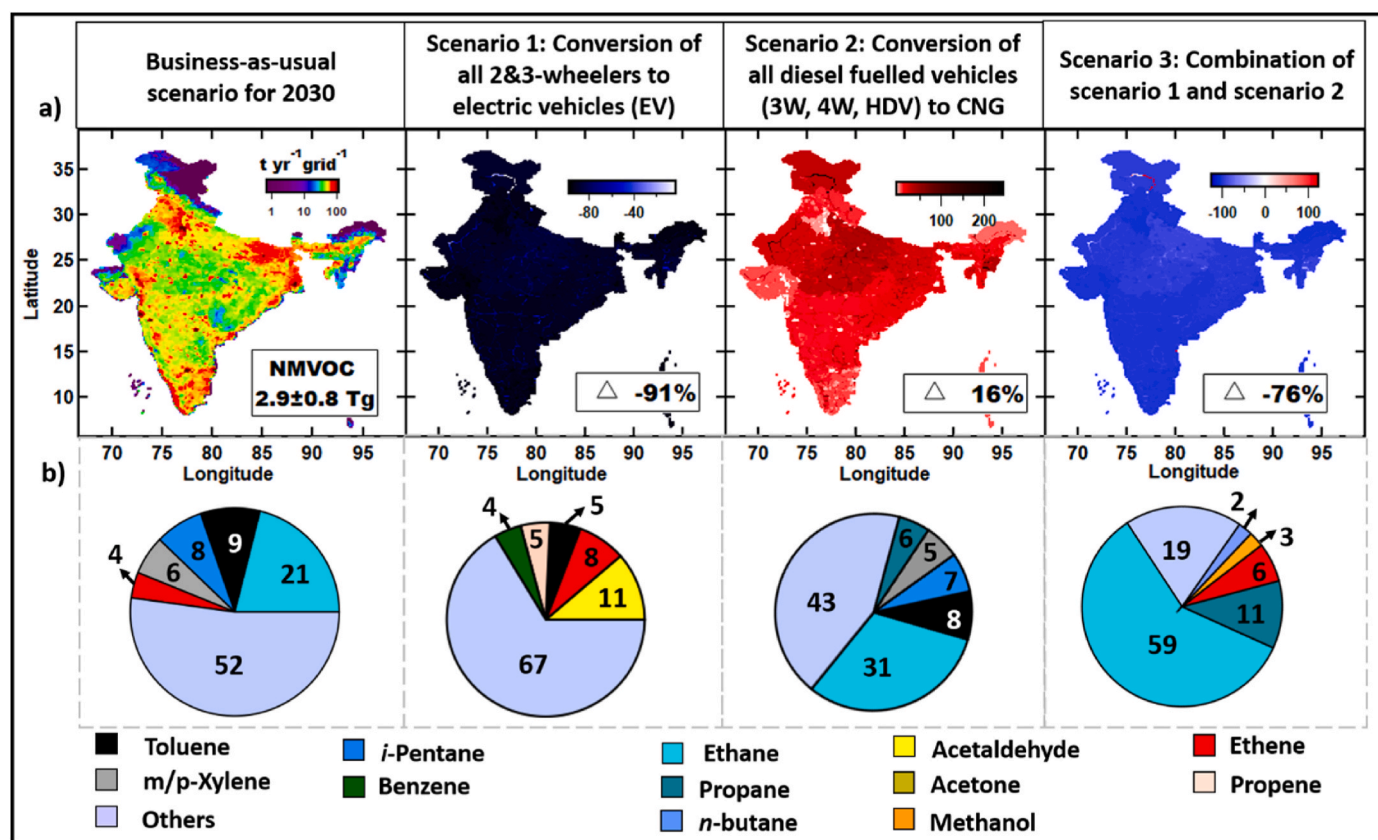 Business-as-usual
scenario for 2030
Scenario 1: Conversion of
all 2&3-wheelers to
electric vehicles (EV)
Scenario 2: Conversion of
all diesel fuelled vehicles
(3W, 4W, HDV) to CNG
Scenario 3: Combination of
scenario 1 and scenario 2
a)
Latitude
35
30
25
20
15
10
t yr⁻¹grid⁻¹
1 10 100
NMVOC
2.9±0.8 Tg
-80 -40
△ -91%
100 200
△ 16%
-100 0 100
△ -76%
70 75 80 85 90 95
Longitude
70 75 80 85 90 95
Longitude
70 75 80 85 90 95
Longitude
70 75 80 85 90 95
Longitude
b)
4
6
8
9
21
52
4
5
5
8
11
67
43
6
5
7
8
31
19
2
3
6
11
59
Toluene
m/p-Xylene
Others
i-Pentane
Benzene
Ethane
Propane
n-butane
Acetaldehyde
Acetone
Methanol
Ethene
Propene